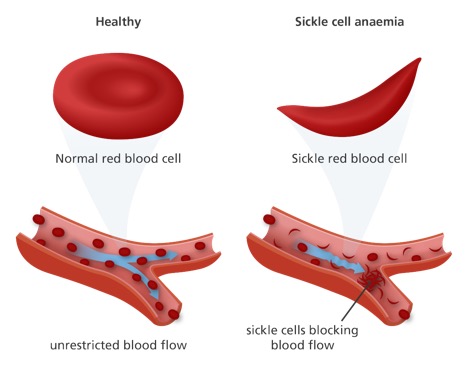 Healthy
Sickle cell anaemia
Normal red blood cell
Sickle red blood cell
unrestricted blood flow
sickle cells blocking
blood flow